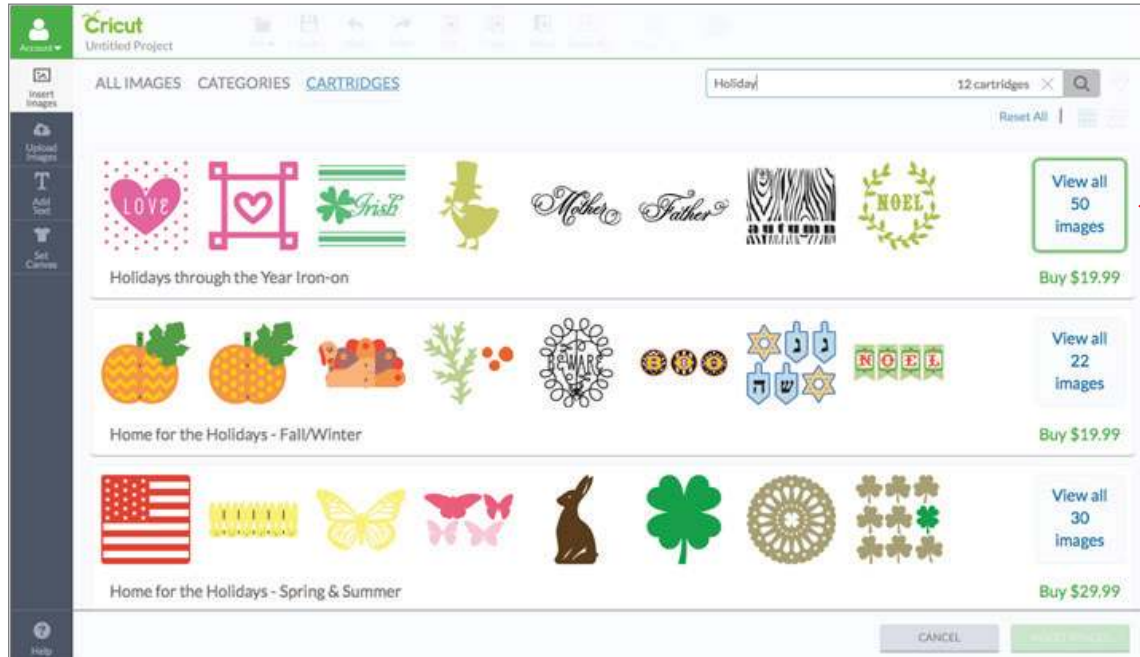 Cricut
Untitled Project
Account
Insert
Images
Upload
Images
Add
Text
Set
Canvas
Help
ALL IMAGES CATEGORIES CARTRIDGES
Holiday 12 cartridges
Reset All
LOVE Irish Mother Father autumn NOEL
View all
50
images
Holidays through the Year Iron-on
Buy $19.99
BEWARE BOO נ ג ה ש NOEL
View all
22
images
Home for the Holidays - Fall/Winter
Buy $19.99
View all
30
images
Home for the Holidays - Spring & Summer
Buy $29.99
CANCEL